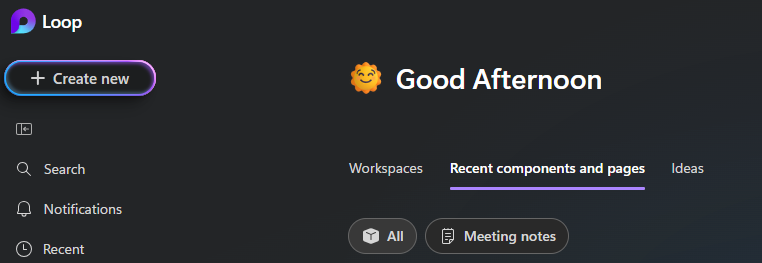 Loop
Create new
Good Afternoon
Search
Workspaces Recent components and pages Ideas
Notifications
All Meeting notes
Recent